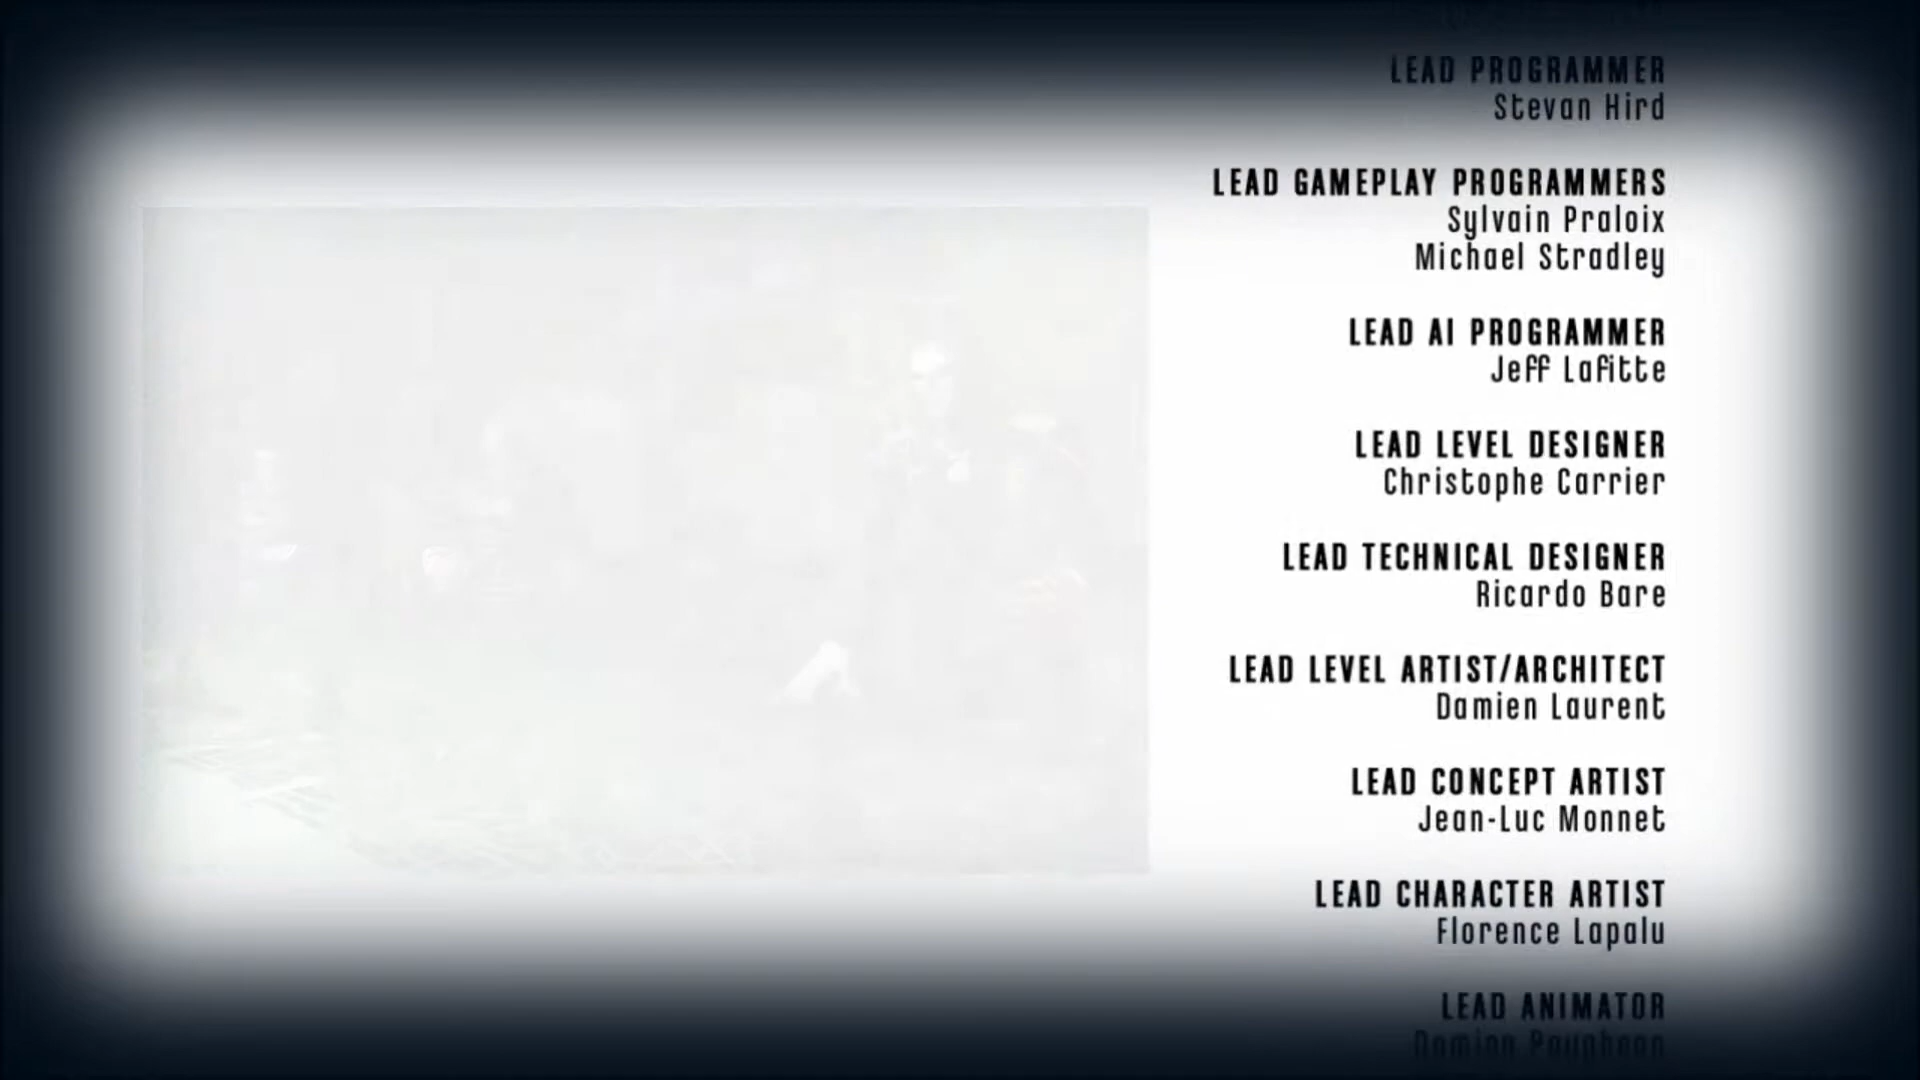 LEAD PROGRAMMER
Stevan Hird
LEAD GAMEPLAY PROGRAMMERS
Sylvain Praloix
Michael Stradley
LEAD AI PROGRAMMER
Jeff Lafitte
LEAD LEVEL DESIGNER
Christophe Carrier
LEAD TECHNICAL DESIGNER
Ricardo Bare
LEAD LEVEL ARTIST/ARCHITECT
Damien Laurent
LEAD CONCEPT ARTIST
Jean-Luc Monnet
LEAD CHARACTER ARTIST
Florence Lapalu
LEAD ANIMATOR
Damien